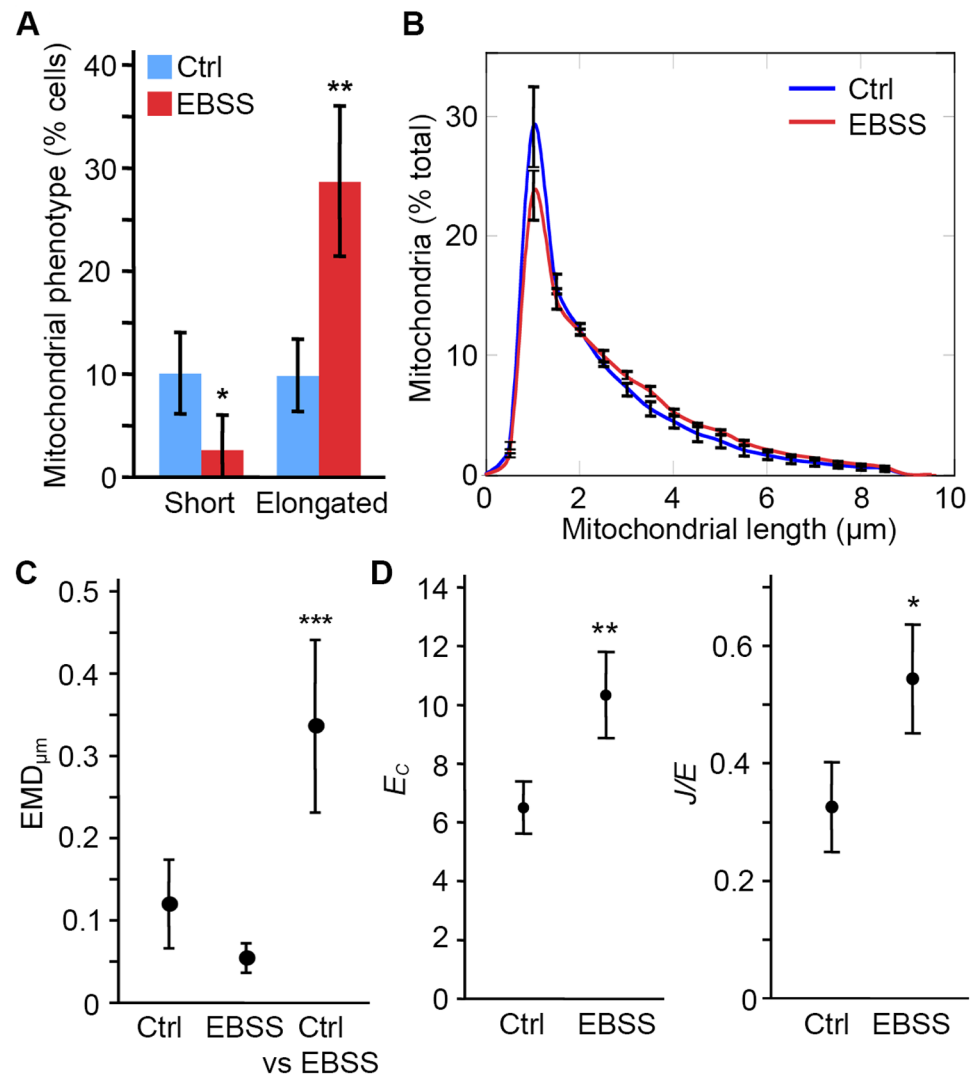 A
Mitochondrial phenotype (% cells)
40
30
20
10
0
Ctrl
EBSS
*
**
Short Elongated
B
Mitochondria (% total)
30
20
10
0
Ctrl
EBSS
0 2 4 6 8 10
Mitochondrial length (µm)
C
EMDµm
0.5
0.4
0.3
0.2
0.1
0
***
Ctrl EBSS Ctrl
vs EBSS
D
EC
14
12
10
8
6
4
2
0
**
Ctrl EBSS
J/E
0.6
0.4
0.2
0
*
Ctrl EBSS